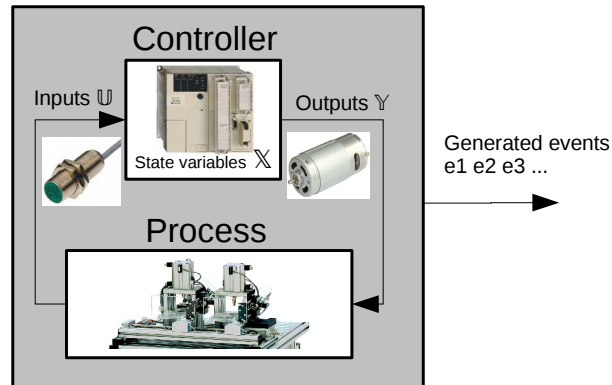 Controller
Inputs 𝕌
Outputs 𝕐
State variables 𝕏
Generated events
e1 e2 e3 ...
Process